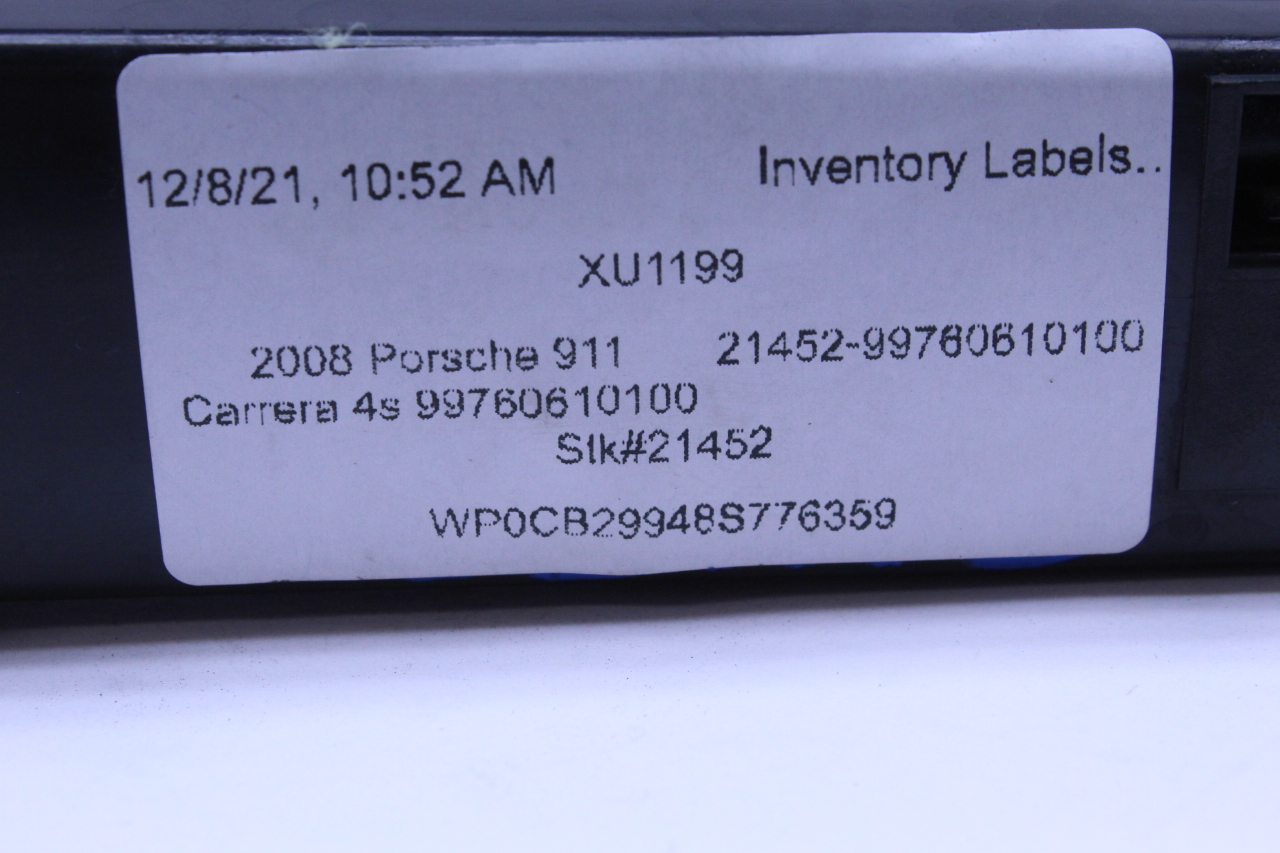 12/8/21, 10:52 AM Inventory Labels..
XU1199
2008 Porsche 911 21452-99760610100
Carrera 4s 99760610100
Stk#21452
WP0CB29948S776359